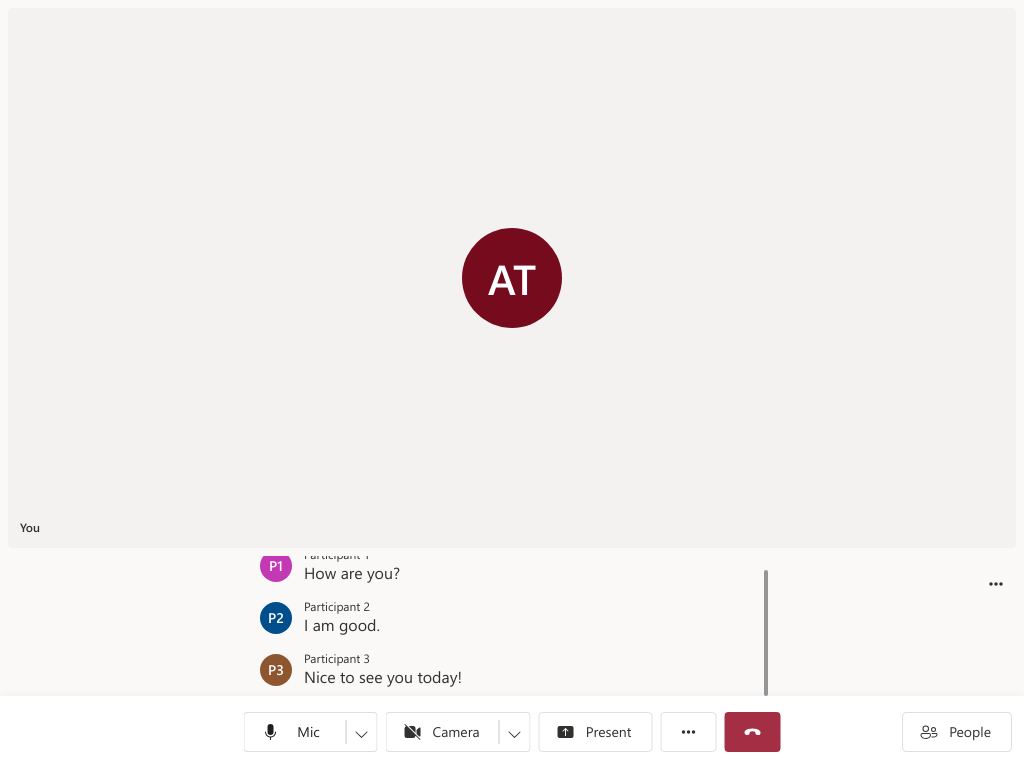 AT
You
Participant 1
P1
How are you?
Participant 2
P2
I am good.
Participant 3
P3
Nice to see you today!
Mic
Camera
Present
People